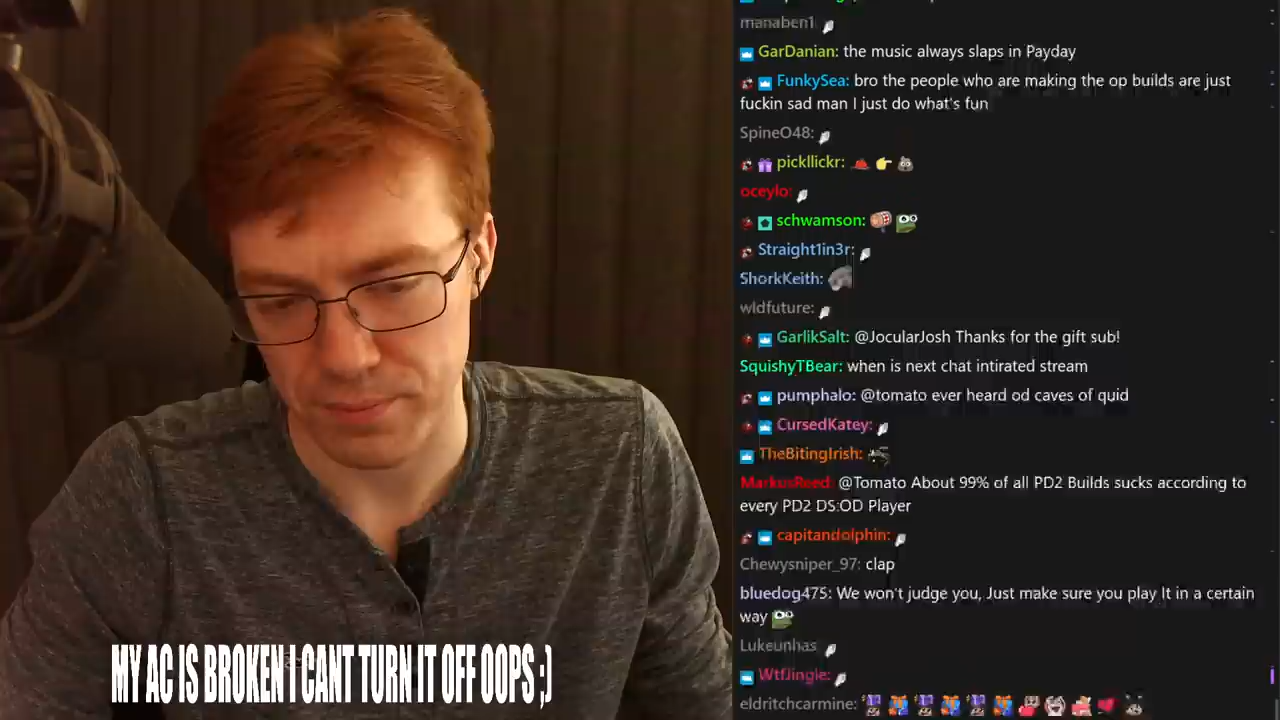 manaben1
GarDanian: the music always slaps in Payday
FunkySea: bro the people who are making the op builds are just
fuckin sad man I just do what's fun
SpineO48:
pickllickr:
oceylo:
schwamson:
Straight1in3r:
ShorkKeith:
wldfuture:
GarlikSalt: @JocularJosh Thanks for the gift sub!
SquishyTBear: when is next chat intirated stream
pumphalo: @tomato ever heard od caves of quid
CursedKatey:
TheBitingIrish:
MarkusReed: @Tomato About 99% of all PD2 Builds sucks according to
every PD2 DS:OD Player
capitandolphin:
Chewysniper_97: clap
bluedog475: We won't judge you, Just make sure you play It in a certain
way
Lukeunhas
WtfJingle:
eldritchcarmine:
MY AC IS BROKEN I CANT TURN IT OFF OOPS ;)